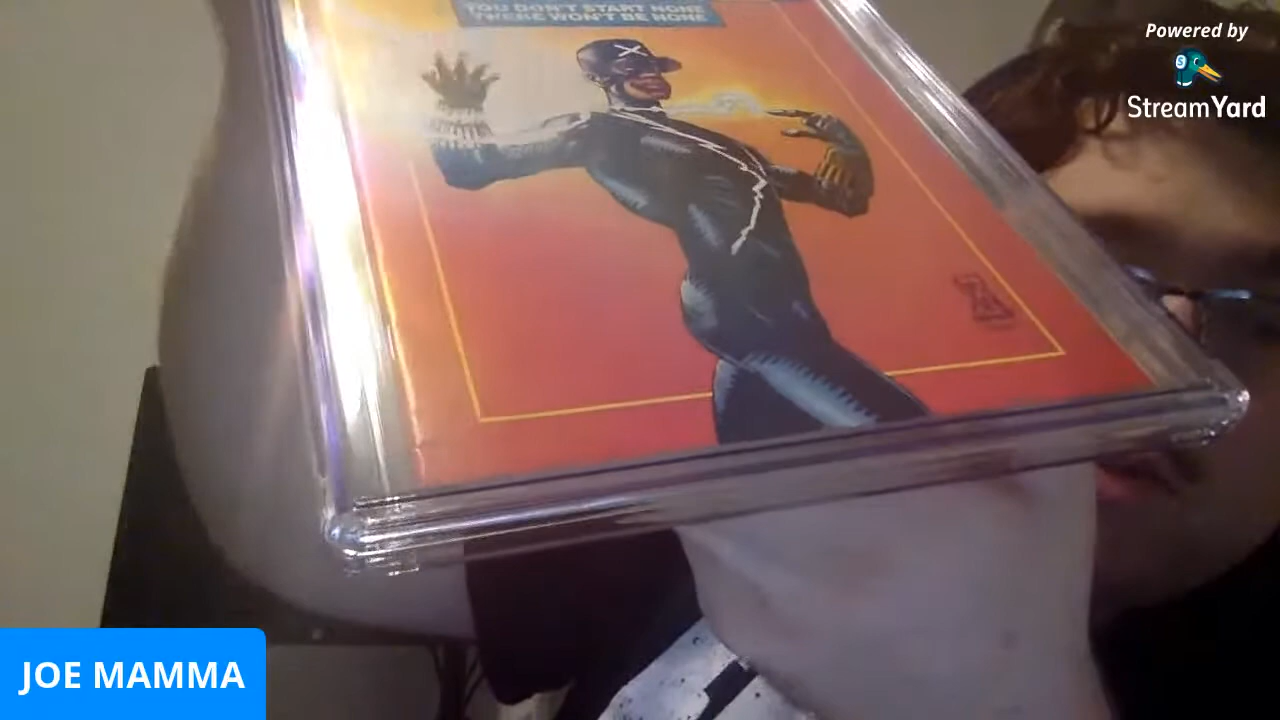 YOU DON'T START NONE
THERE WON'T BE NONE
X
Powered by
StreamYard
JOE MAMMA